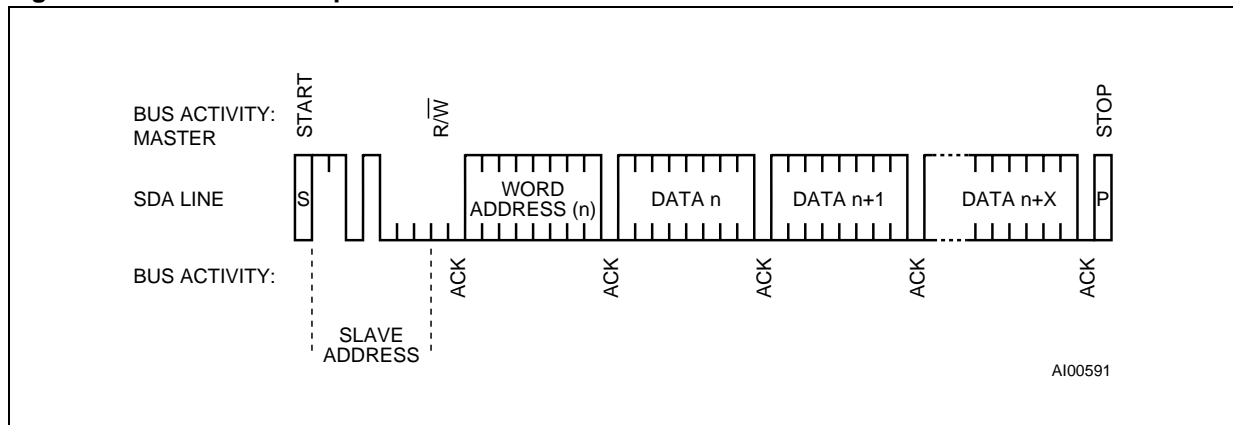 BUS ACTIVITY:
MASTER
START
R/W
STOP
SDA LINE
S
WORD
ADDRESS (n)
DATA n
DATA n+1
DATA n+X
P
BUS ACTIVITY:
ACK
ACK
ACK
ACK
ACK
SLAVE
ADDRESS
AI00591